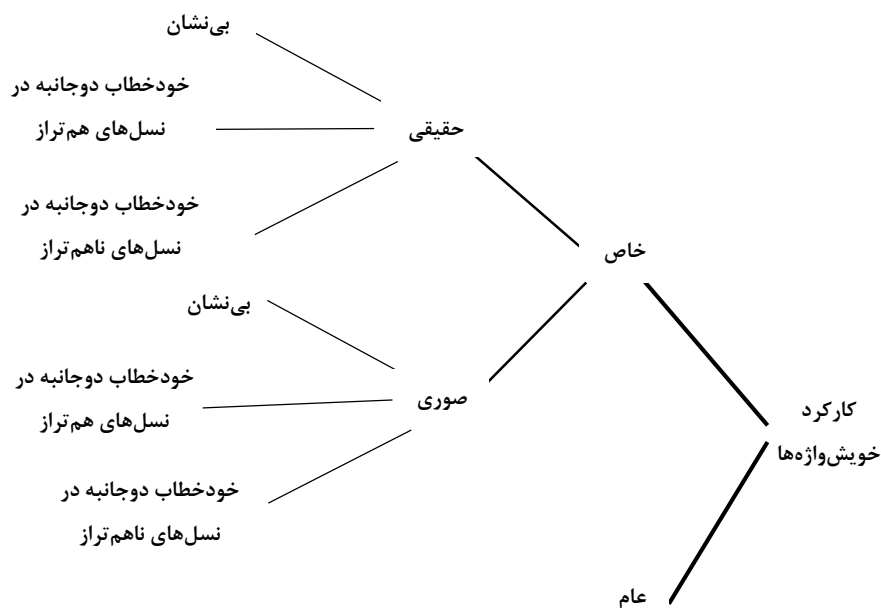 بی‌نشان
خودخطاب دوجانبه در
نسل‌های هم‌تراز
حقیقی
خودخطاب دوجانبه در
نسل‌های ناهم‌تراز
خاص
بی‌نشان
خودخطاب دوجانبه در
نسل‌های هم‌تراز
صوری
کارکرد
خویش‌واژه‌ها
خودخطاب دوجانبه در
نسل‌های ناهم‌تراز
عام